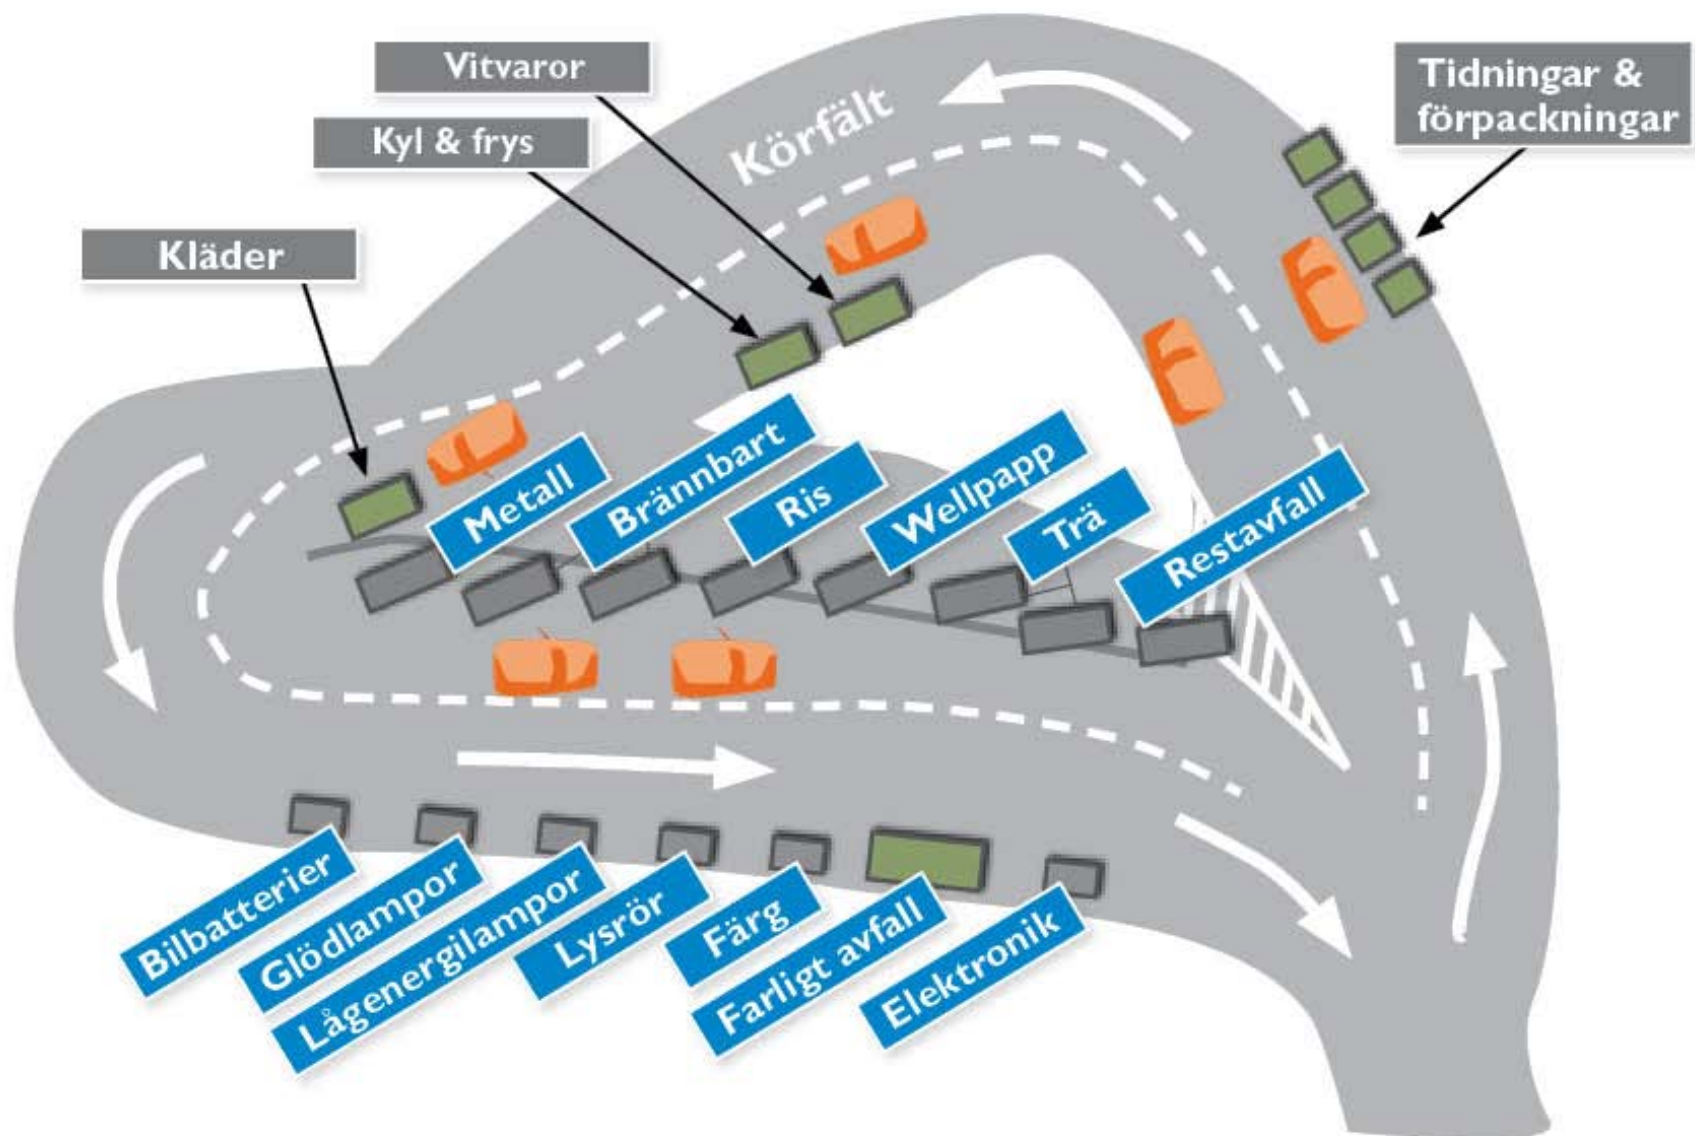 Vitvaror
Tidningar &
förpackningar
Kyl & frys
Körfält
Kläder
Metall
Brännbart
Ris
Wellpapp
Trä
Restavfall
Bilbatterier
Glödlampor
Lågenergilampor
Lysrör
Färg
Farligt avfall
Elektronik